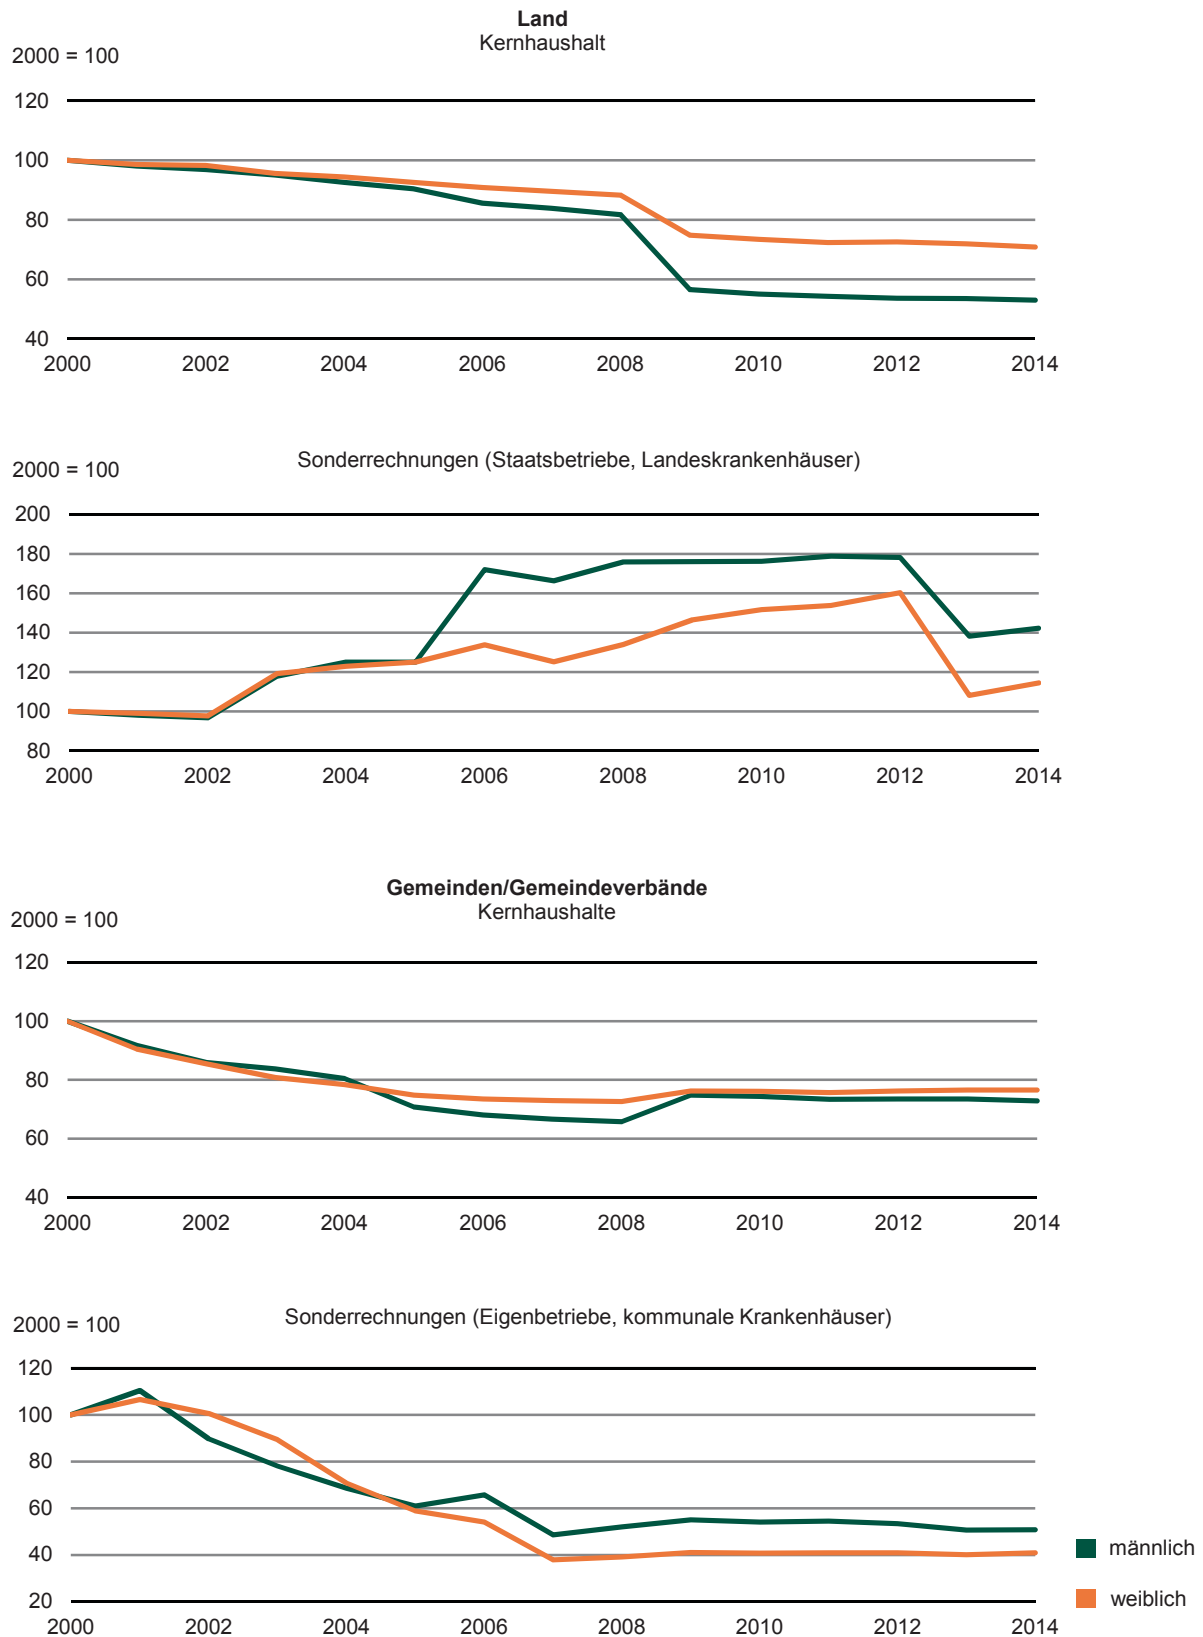 Land
Kernhaushalt
2000 = 100
120
100
80
60
40
2000 2002 2004 2006 2008 2010 2012 2014
Sonderrechnungen (Staatsbetriebe, Landeskrankenhäuser)
2000 = 100
200
180
160
140
120
100
80
2000 2002 2004 2006 2008 2010 2012 2014
Gemeinden/Gemeindeverbände
Kernhaushalte
2000 = 100
120
100
80
60
40
2000 2002 2004 2006 2008 2010 2012 2014
Sonderrechnungen (Eigenbetriebe, kommunale Krankenhäuser)
2000 = 100
120
100
80
60
40
20
2000 2002 2004 2006 2008 2010 2012 2014
männlich
weiblich